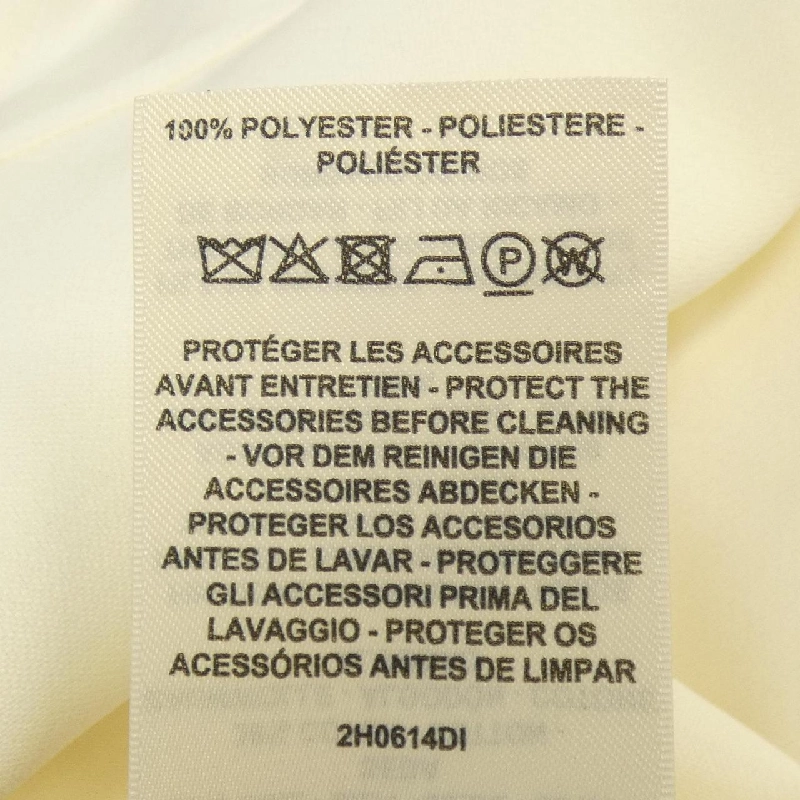 100% POLYESTER - POLIESTERE -
POLIÉSTER
P W
PROTÉGER LES ACCESSOIRES
AVANT ENTRETIEN - PROTECT THE
ACCESSORIES BEFORE CLEANING
- VOR DEM REINIGEN DIE
ACCESSOIRES ABDECKEN -
PROTEGER LOS ACCESORIOS
ANTES DE LAVAR - PROTEGGERE
GLI ACCESSORI PRIMA DEL
LAVAGGIO - PROTEGER OS
ACESSÓRIOS ANTES DE LIMPAR
2H0614DI